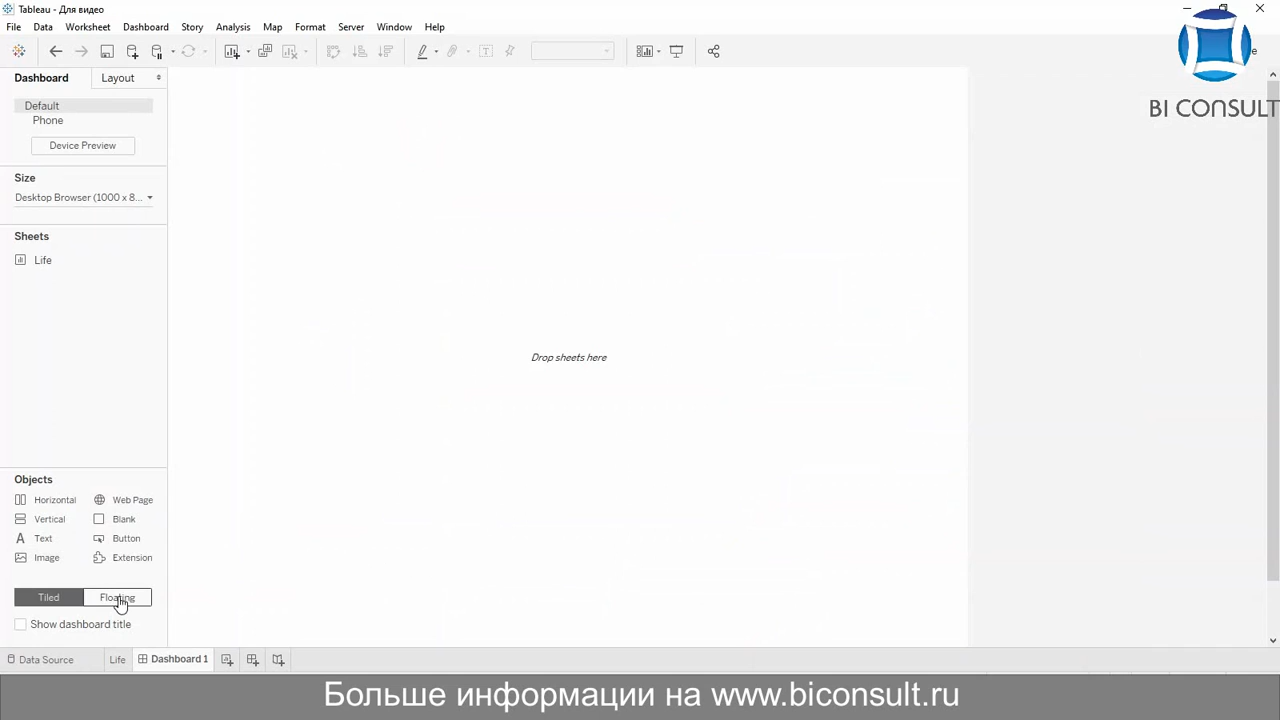 Tableau - Для видео
File Data Worksheet Dashboard Story Analysis Map Format Server Window Help
Dashboard Layout
Default
Phone
Device Preview
Size
Desktop Browser (1000 x 8...
Sheets
Life
Drop sheets here
Objects
Horizontal Web Page
Vertical Blank
Text Button
Image Extension
Tiled Floating
Show dashboard title
Data Source Life Dashboard 1
BI CONSULT
Больше информации на www.biconsult.ru